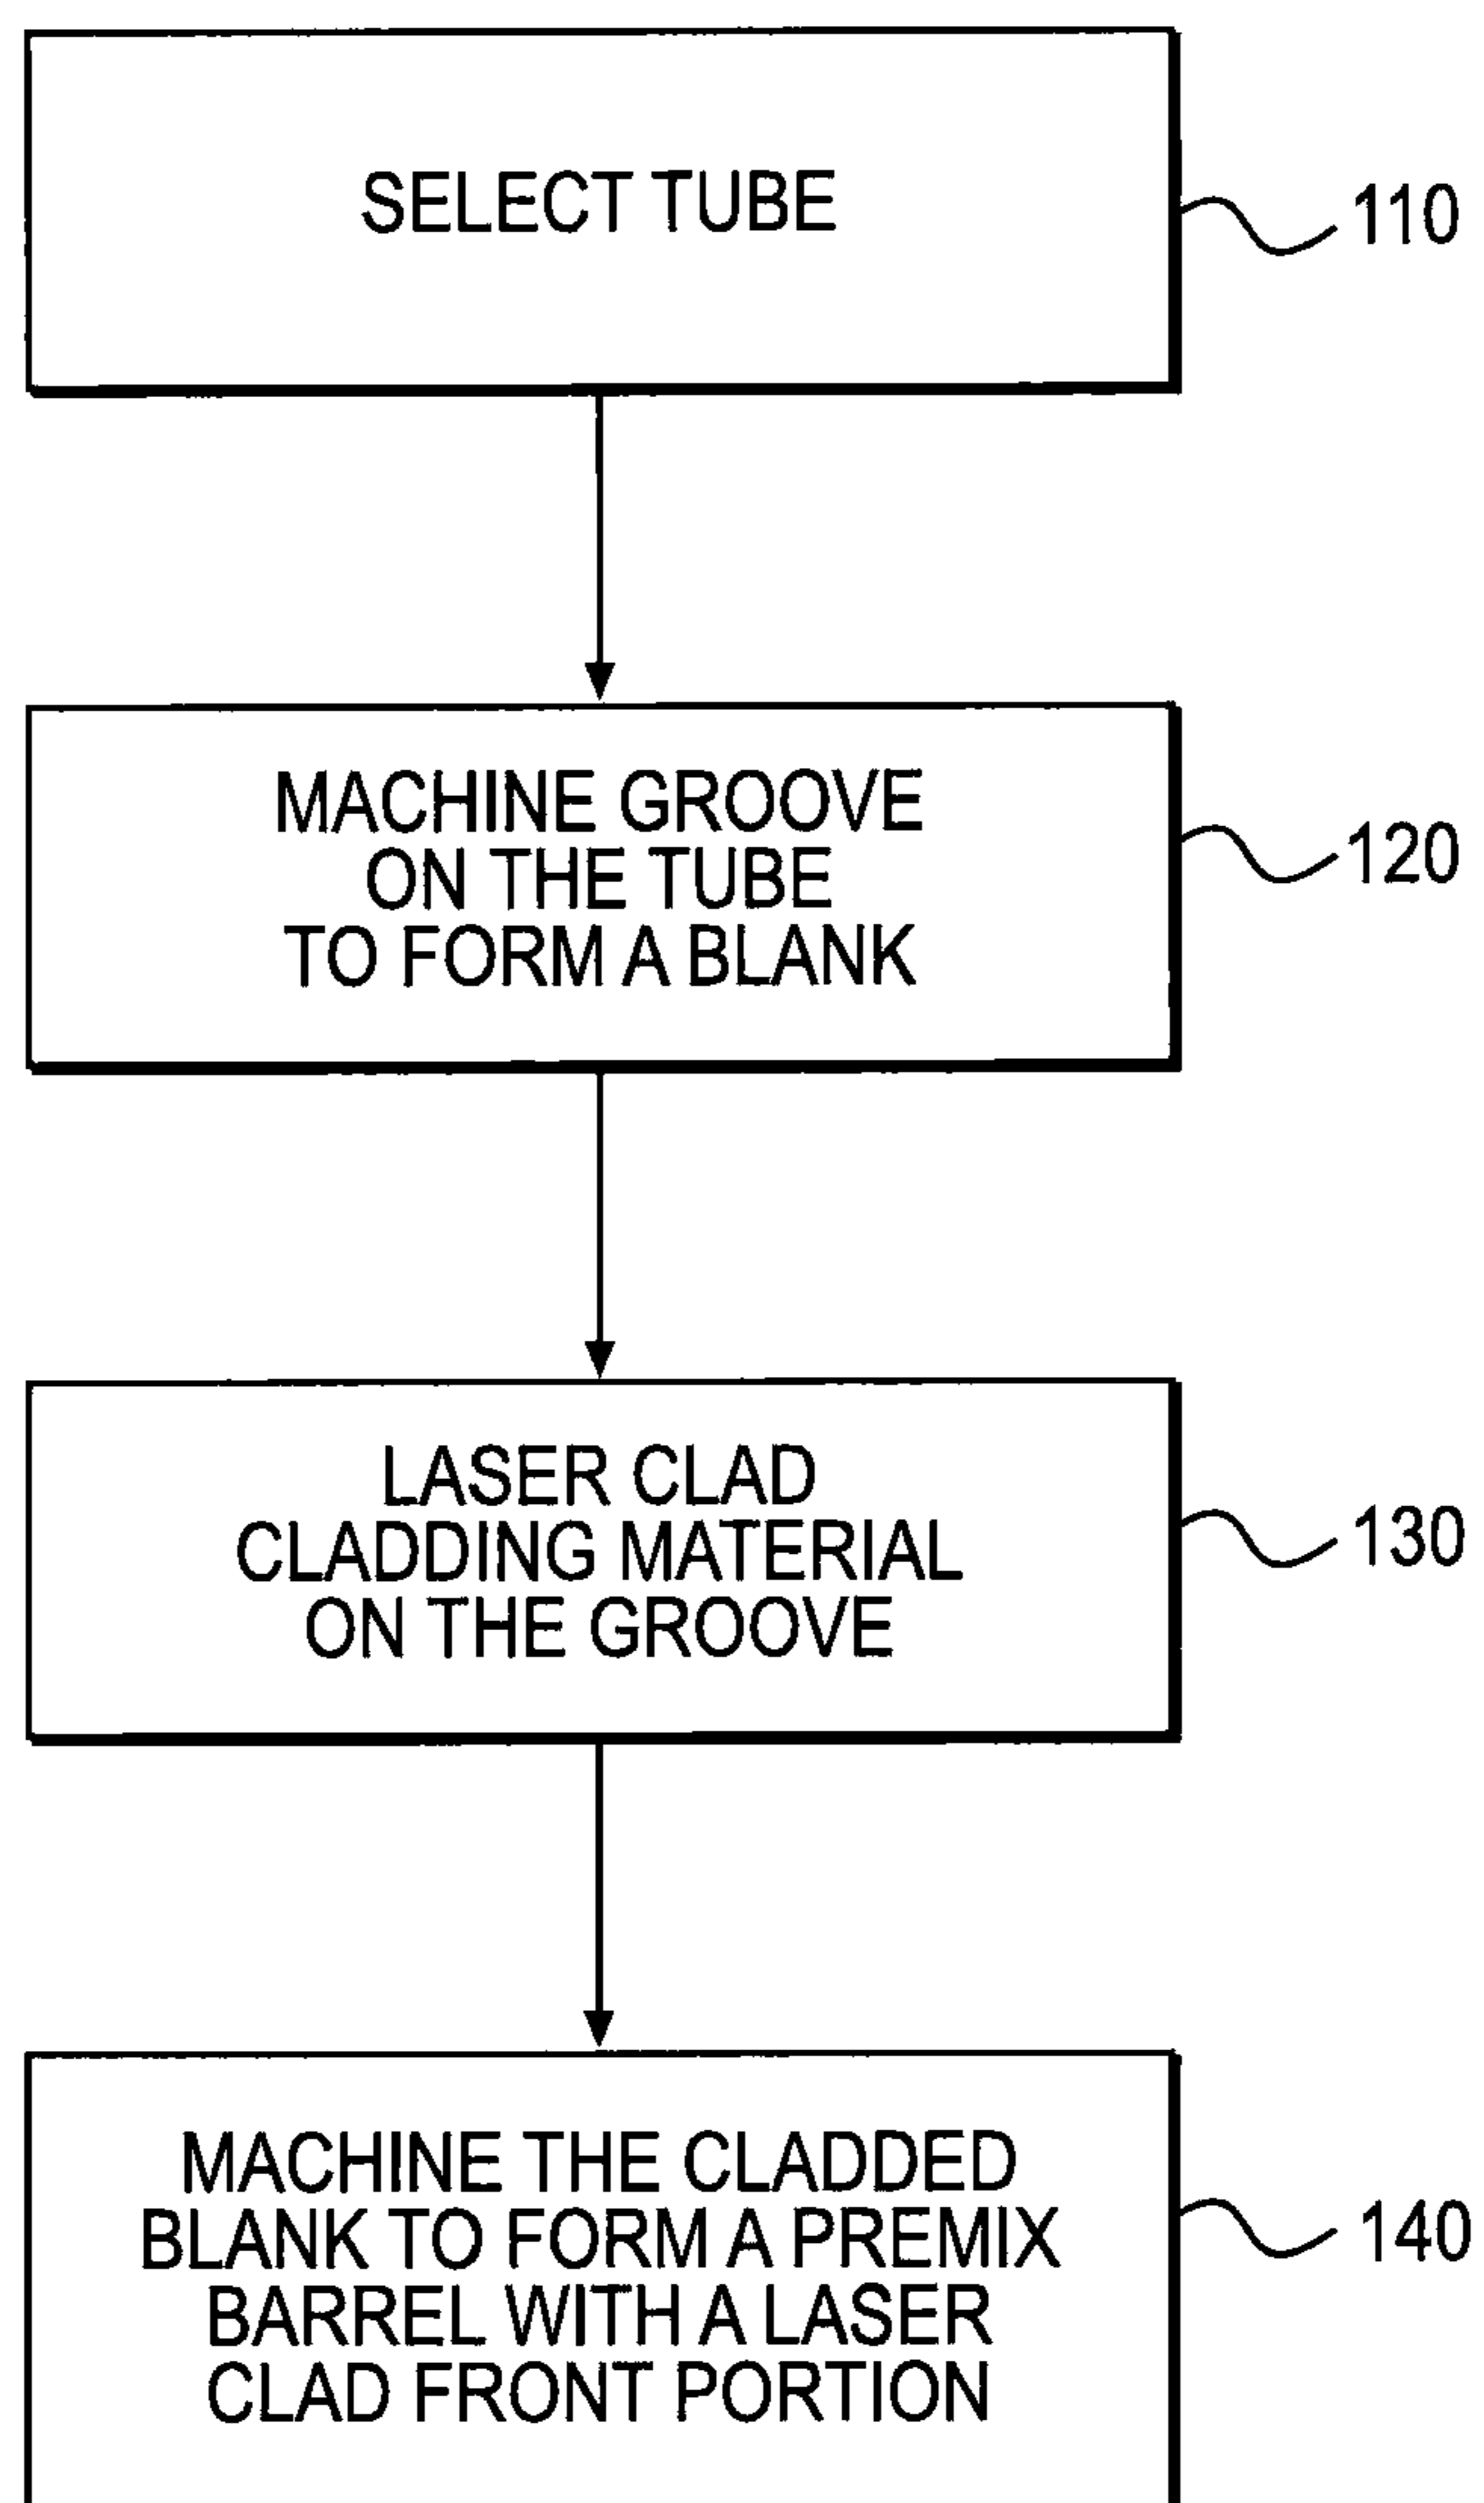 SELECT TUBE
110
MACHINE GROOVE
ON THE TUBE
TO FORM A BLANK
120
LASER CLAD
CLADDING MATERIAL
ON THE GROOVE
130
MACHINE THE CLADDED
BLANK TO FORM A PREMIX
BARREL WITH A LASER
CLAD FRONT PORTION
140